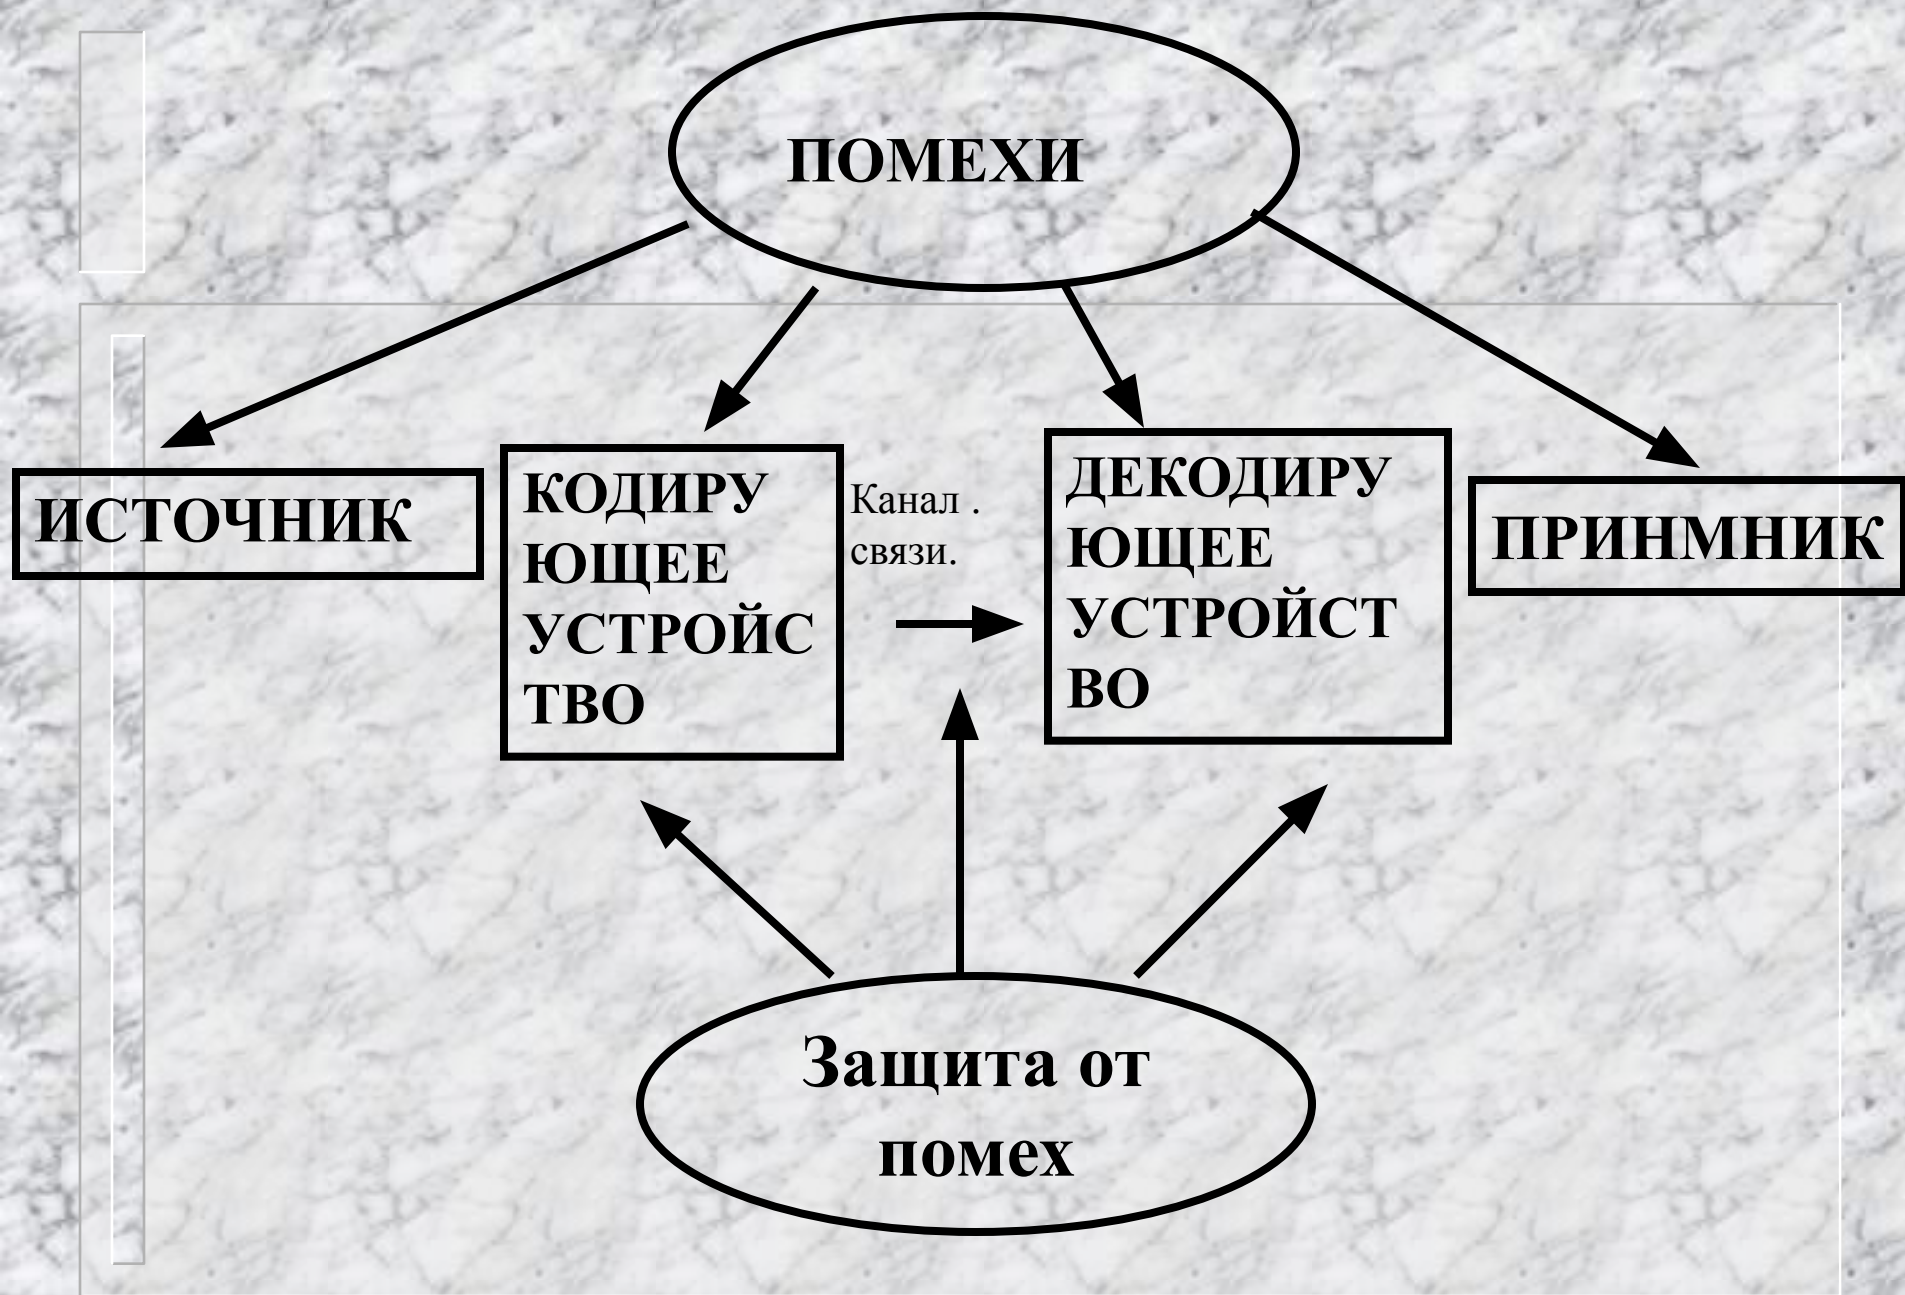 ПОМЕХИ
ИСТОЧНИК
КОДИРУ
ЮЩЕЕ
УСТРОЙС
ТВО
Канал .
связи.
ДЕКОДИРУ
ЮЩЕЕ
УСТРОЙСТ
ВО
ПРИНМНИК
Защита от
помех